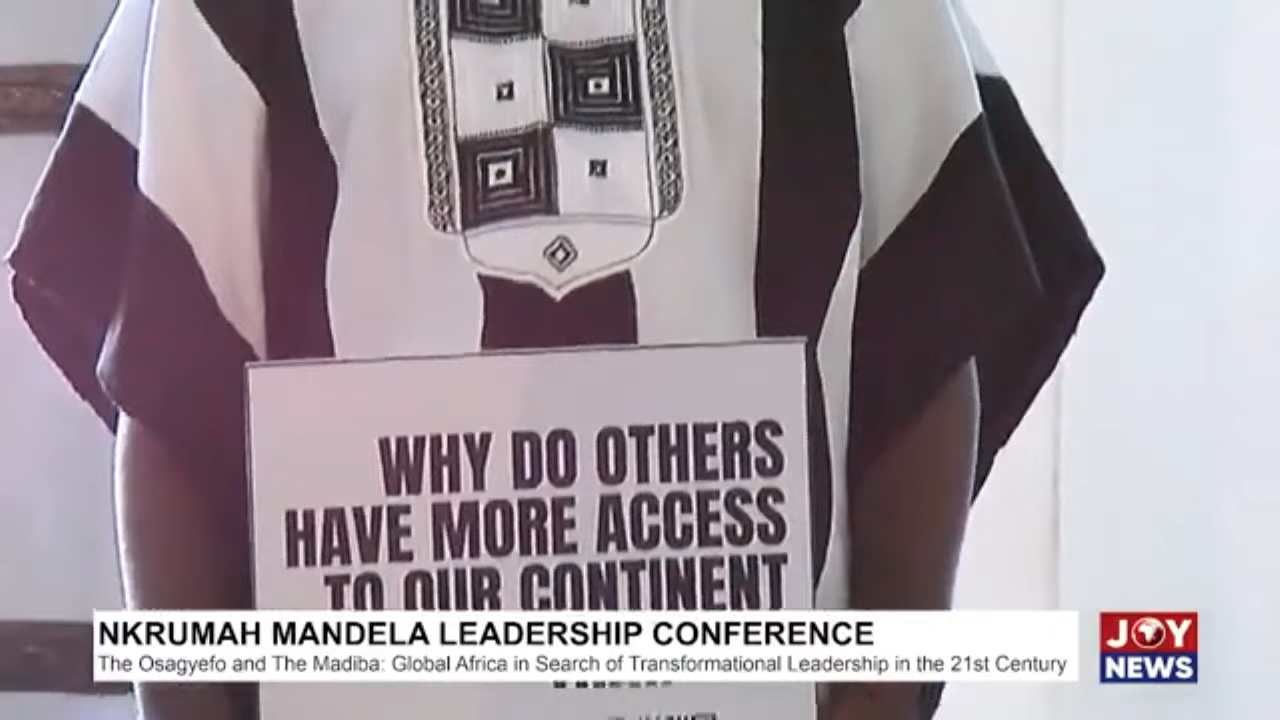 WHY DO OTHERS
HAVE MORE ACCESS
TO OUR CONTINENT
NKRUMAH MANDELA LEADERSHIP CONFERENCE
The Osagyefo and The Madiba: Global Africa in Search of Transformational Leadership in the 21st Century
JOY
NEWS